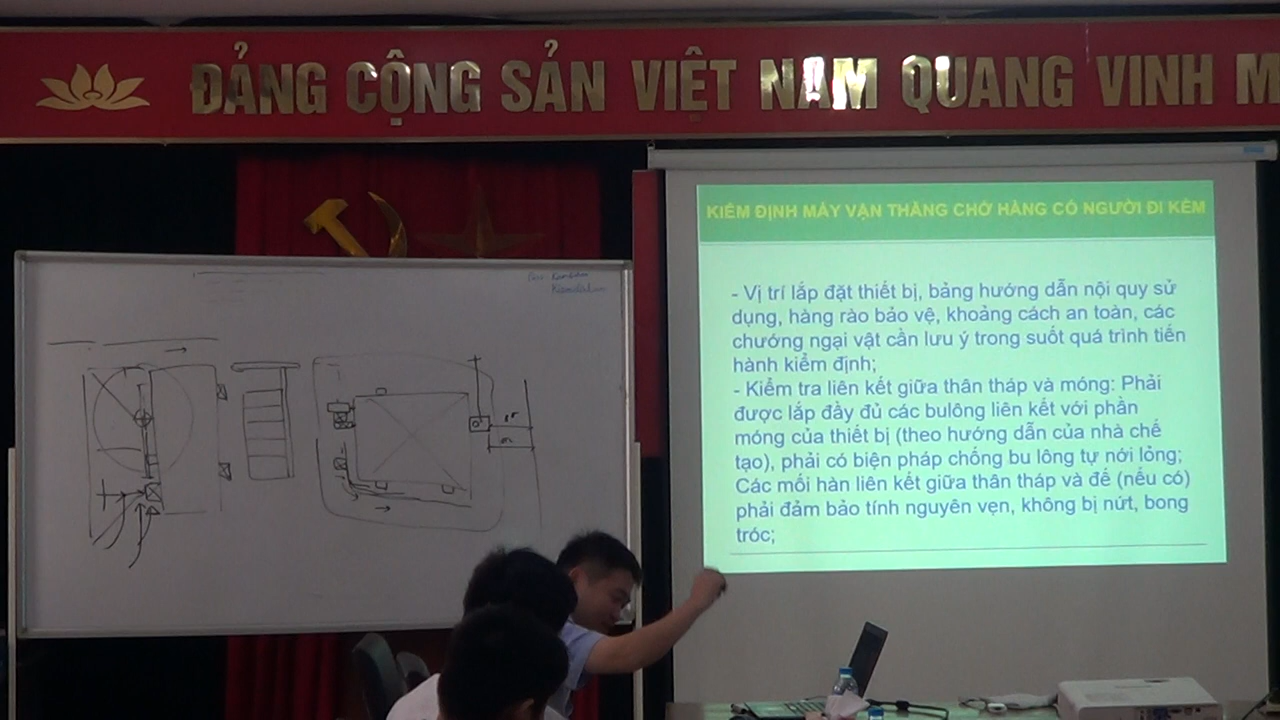 ĐẢNG CỘNG SẢN VIỆT NAM QUANG VINH M
KIỂM ĐỊNH MÁY VẬN THĂNG CHỞ HÀNG CÓ NGƯỜI ĐI KÈM
- Vị trí lắp đặt thiết bị, bảng hướng dẫn nội quy sử
dụng, hàng rào bảo vệ, khoảng cách an toàn, các
chướng ngại vật cần lưu ý trong suốt quá trình tiến
hành kiểm định;
- Kiểm tra liên kết giữa thân tháp và móng: Phải
được lắp đầy đủ các bulông liên kết với phần
móng của thiết bị (theo hướng dẫn của nhà chế
tạo), phải có biện pháp chống bu lông tự nới lỏng;
Các mối hàn liên kết giữa thân tháp và đế (nếu có)
phải đảm bảo tính nguyên vẹn, không bị nứt, bong
tróc;